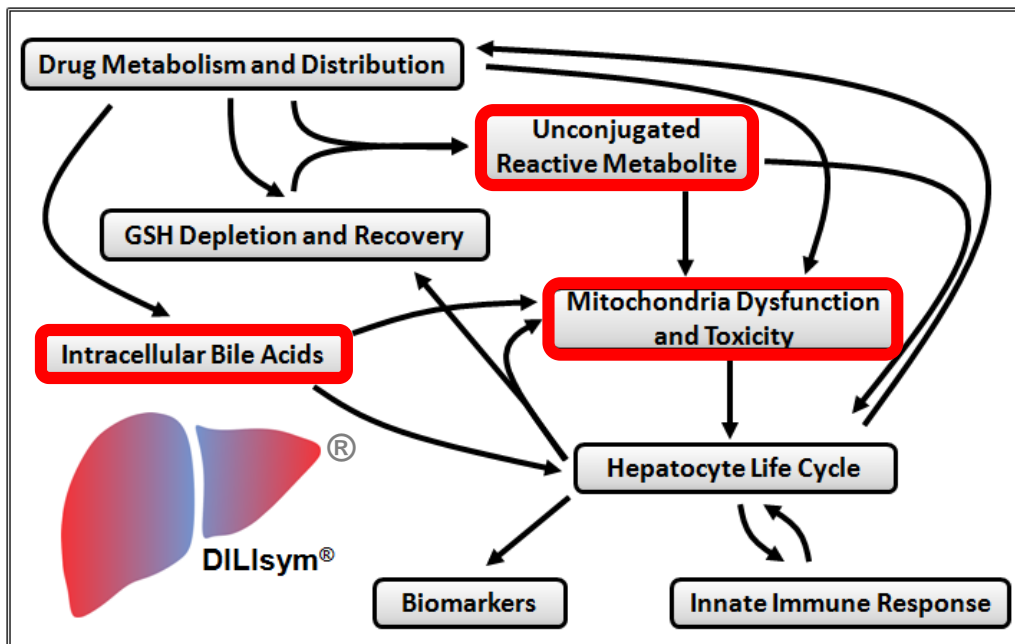 Drug Metabolism and Distribution
Unconjugated
Reactive Metabolite
GSH Depletion and Recovery
Mitochondria Dysfunction
and Toxicity
Intracellular Bile Acids
®
Hepatocyte Life Cycle
DILIsym®
Biomarkers
Innate Immune Response